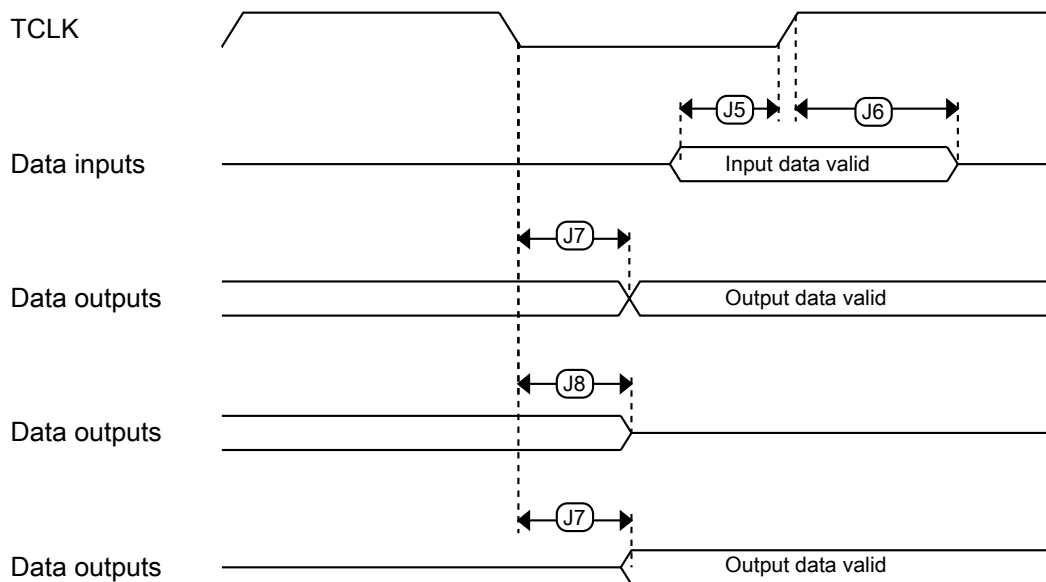 TCLK
J5
J6
Data inputs
Input data valid
J7
Data outputs
Output data valid
J8
Data outputs
J7
Data outputs
Output data valid